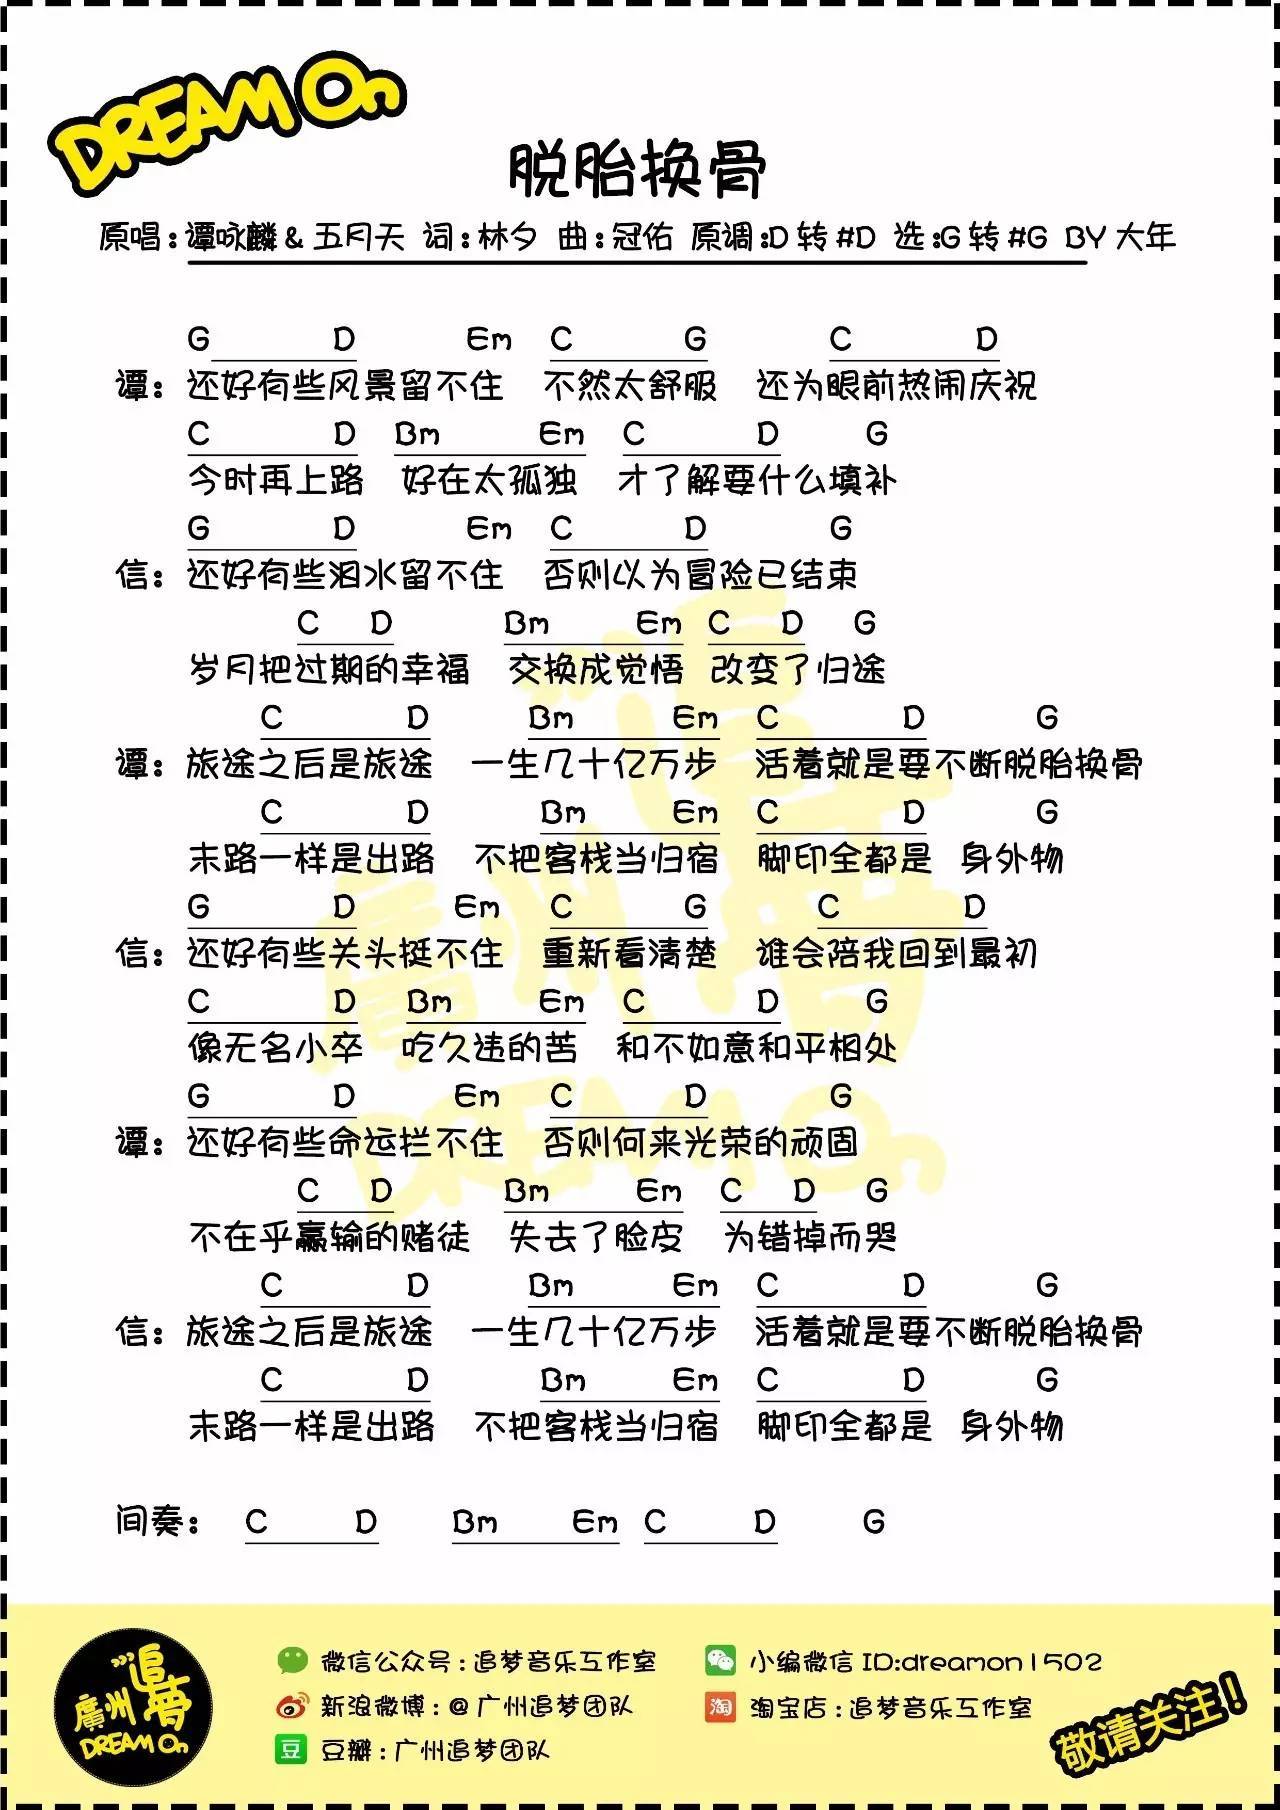 DREAM On
脱胎换骨
原唱:谭咏麟&五月天 词:林夕 曲:冠佑 原调:D转#D 选:G转#G BY大年
G D Em C G C D
谭：还好有些风景留不住 不然太舒服 还为眼前热闹庆祝
C D Bm Em C D G
今时再上路 好在太孤独 才了解要什么填补
G D Em C D G
信：还好有些泪水留不住 否则以为冒险已结束
C D Bm Em C D G
岁月把过期的幸福 交换成觉悟 改变了归途
C D Bm Em C D G
谭：旅途之后是旅途 一生几十亿万步 活着就是要不断脱胎换骨
C D Bm Em C D G
末路一样是出路 不把客栈当归宿 脚印全都是 身外物
G D Em C G C D
信：还好有些关头挺不住 重新看清楚 谁会陪我回到最初
C D Bm Em C D G
像无名小卒 吃久违的苦 和不如意和平相处
G D Em C D G
谭：还好有些命运拦不住 否则何来光荣的顽固
C D Bm Em C D G
不在乎赢输的赌徒 失去了脸皮 为错掉而哭
C D Bm Em C D G
信：旅途之后是旅途 一生几十亿万步 活着就是要不断脱胎换骨
C D Bm Em C D G
末路一样是出路 不把客栈当归宿 脚印全都是 身外物
间奏： C D Bm Em C D G
>>>追梦
廣州
DREAM On
微信公众号:追梦音乐工作室
小编微信ID:dreamon1502
新浪微博:@广州追梦团队
淘 淘宝店:追梦音乐工作室
豆 豆瓣:广州追梦团队
敬请关注!